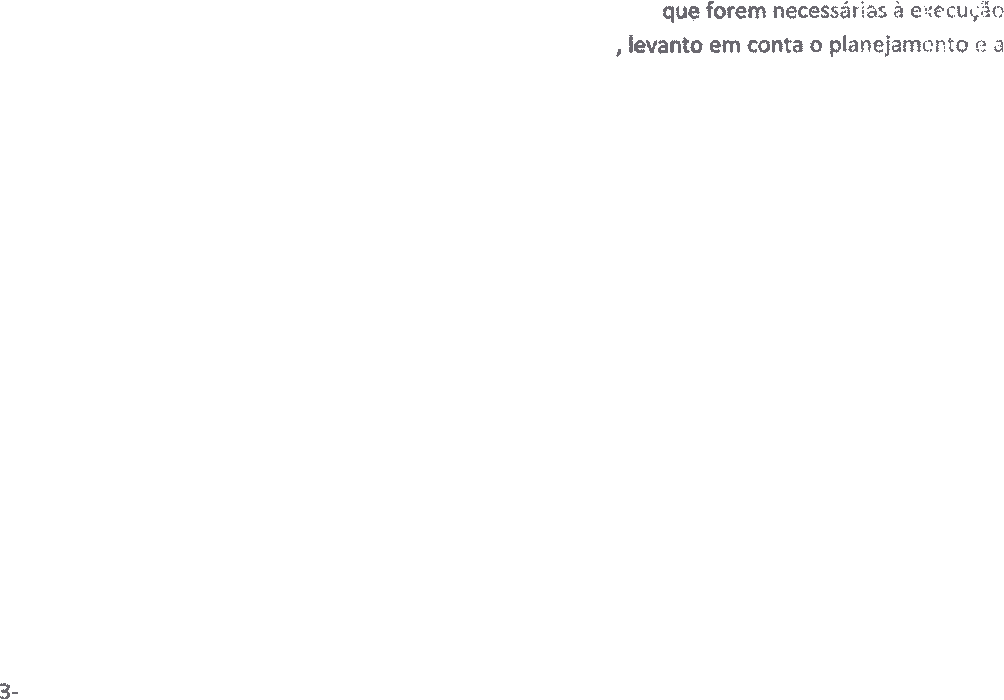 que forem necessárias à execução
, levanto em conta o planejamento e a
3-